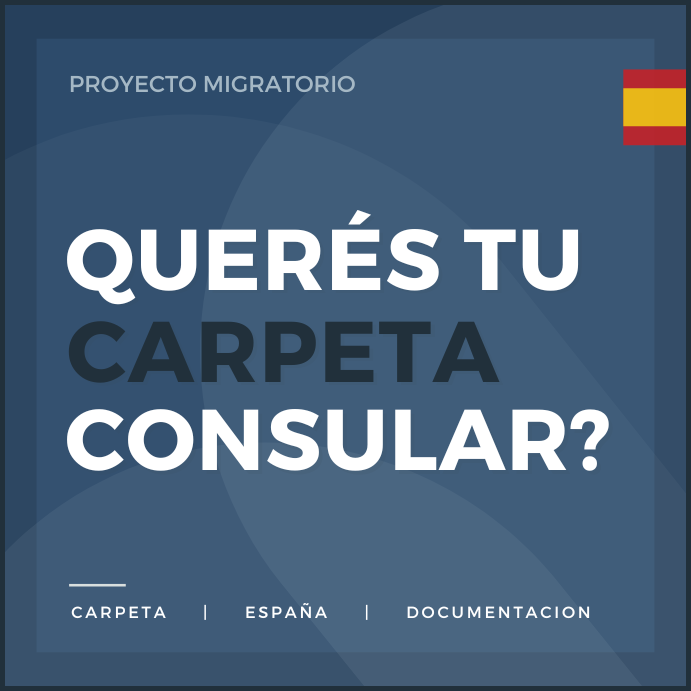 PROYECTO MIGRATORIO
QUERÉS TU
CARPETA
CONSULAR?
CARPETA | ESPAÑA | DOCUMENTACION